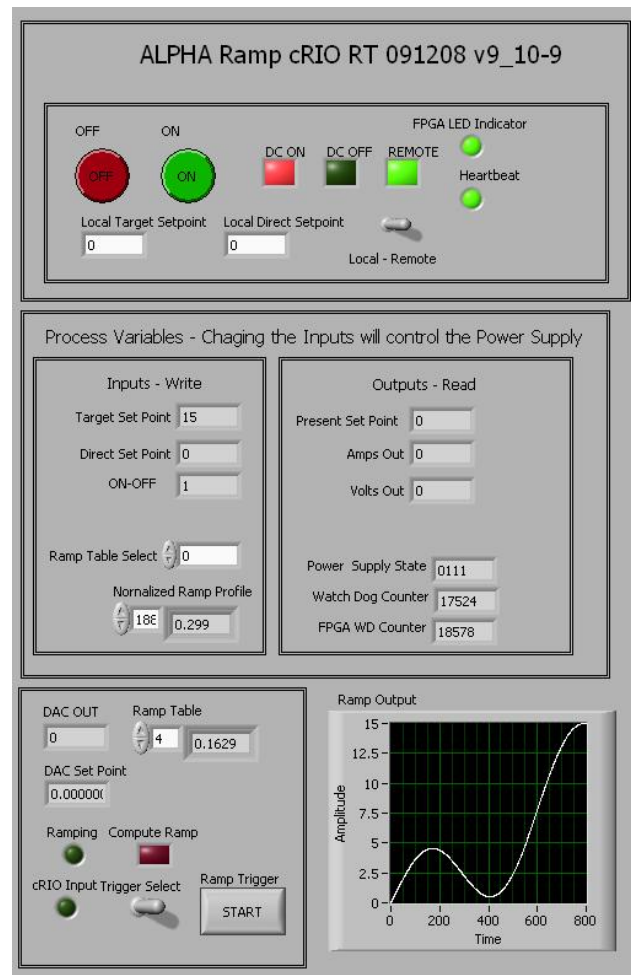 ALPHA Ramp cRIO RT 091208 v9_10-9
OFF
ON
DC ON
DC OFF
REMOTE
FPGA LED Indicator
OFF
ON
Heartbeat
Local Target Setpoint
Local Direct Setpoint
0
0
Local - Remote
Process Variables - Chaging the Inputs will control the Power Supply
Inputs - Write
Target Set Point 15
Direct Set Point 0
ON-OFF 1
Ramp Table Select 0
Nornalized Ramp Profile
188 0.299
Outputs - Read
Present Set Point 0
Amps Out 0
Volts Out 0
Power Supply State 0111
Watch Dog Counter 17524
FPGA WD Counter 18578
DAC OUT
Ramp Table
0
4 0.1629
DAC Set Point
0.00000(
Ramping
Compute Ramp
cRIO Input
Trigger Select
Ramp Trigger
START
Ramp Output
Amplitude
15
12.5
10
7.5
5
2.5
0
0 200 400 600 800
Time